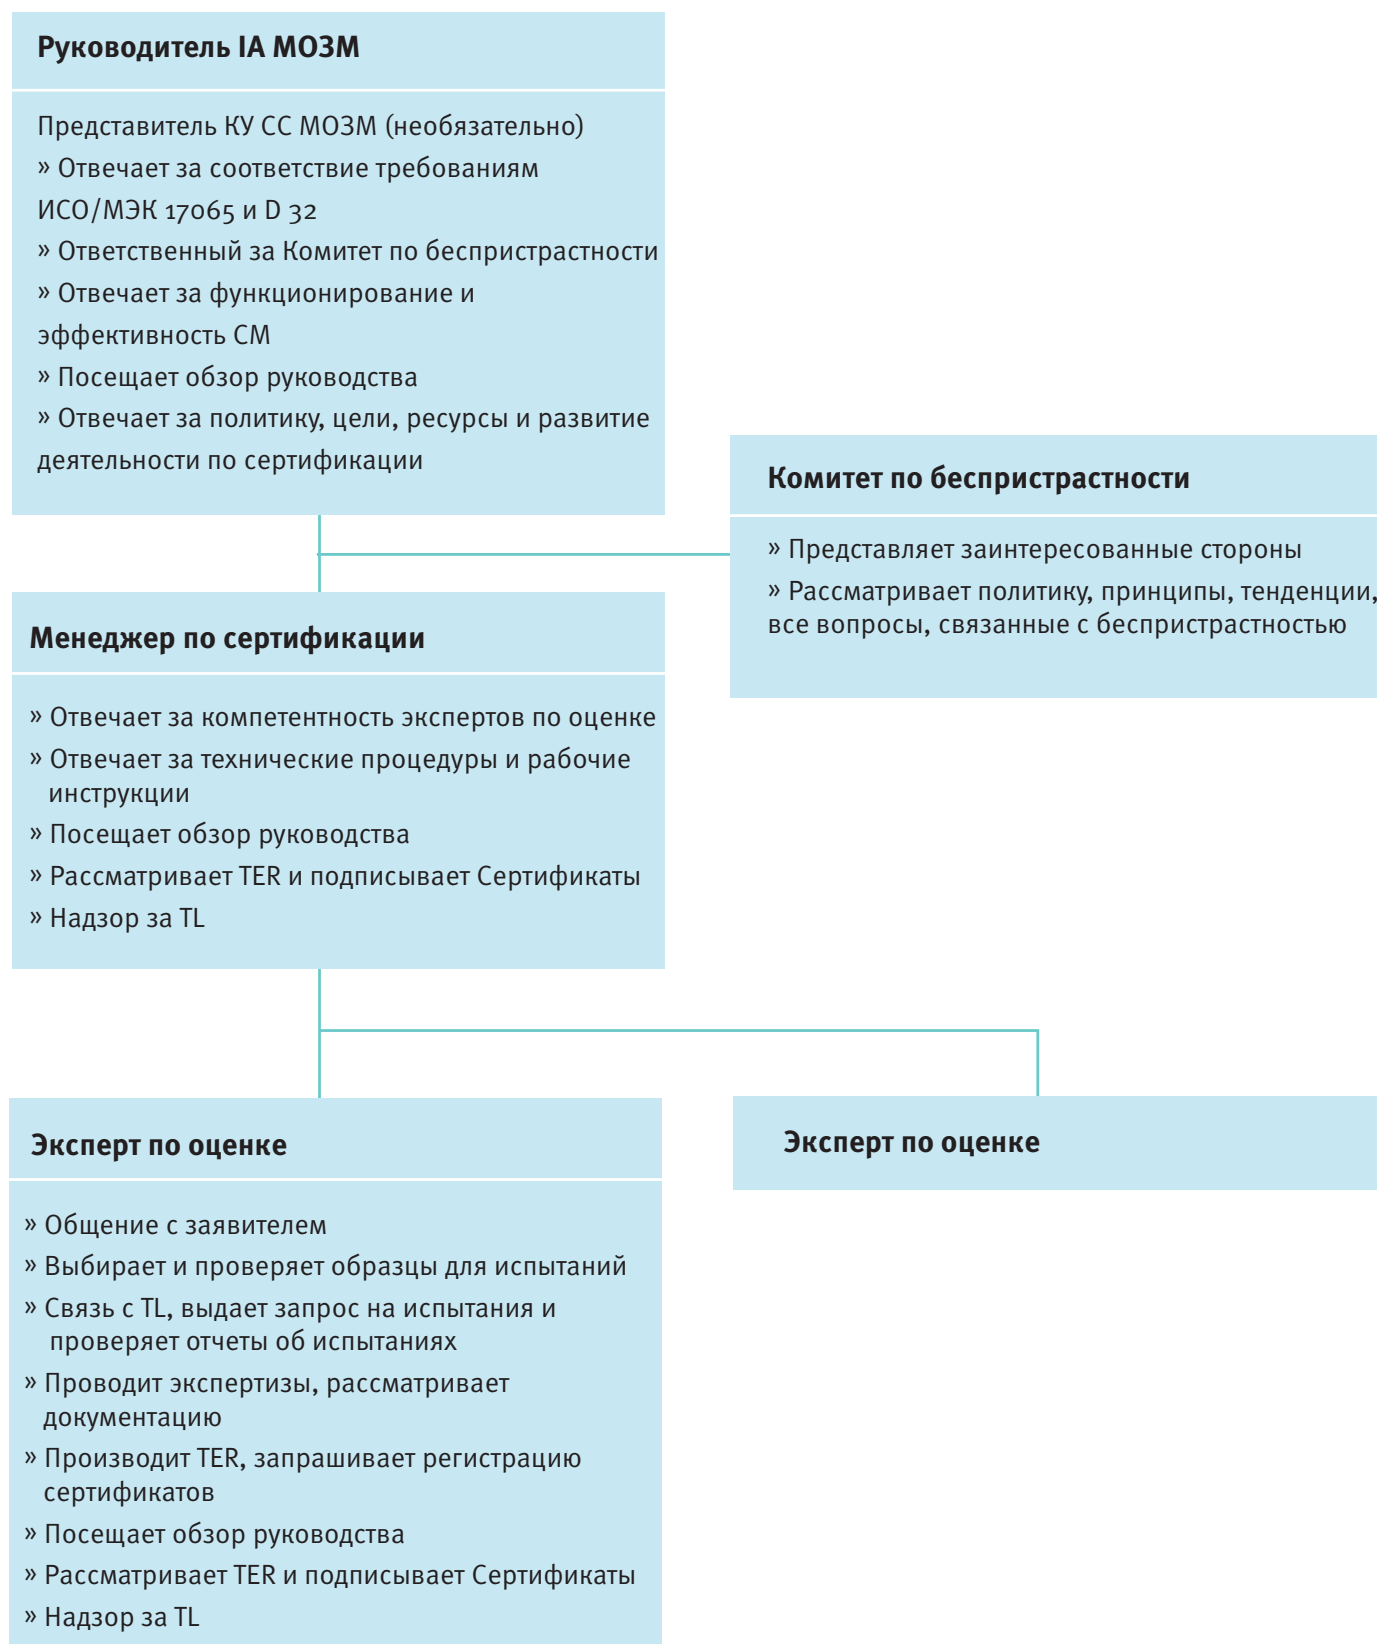 Руководитель IA МОЗМ
Представитель КУ СС МОЗМ (необязательно)
» Отвечает за соответствие требованиям
ИСО/МЭК 17065 и D 32
» Ответственный за Комитет по беспристрастности
» Отвечает за функционирование и
эффективность СМ
» Посещает обзор руководства
» Отвечает за политику, цели, ресурсы и развитие
деятельности по сертификации
Комитет по беспристрастности
» Представляет заинтересованные стороны
» Рассматривает политику, принципы, тенденции,
все вопросы, связанные с беспристрастностью
Менеджер по сертификации
» Отвечает за компетентность экспертов по оценке
» Отвечает за технические процедуры и рабочие
инструкции
» Посещает обзор руководства
» Рассматривает TER и подписывает Сертификаты
» Надзор за TL
Эксперт по оценке
» Общение с заявителем
» Выбирает и проверяет образцы для испытаний
» Связь с TL, выдает запрос на испытания и
проверяет отчеты об испытаниях
» Проводит экспертизы, рассматривает
документацию
» Производит TER, запрашивает регистрацию
сертификатов
» Посещает обзор руководства
» Рассматривает TER и подписывает Сертификаты
» Надзор за TL
Эксперт по оценке